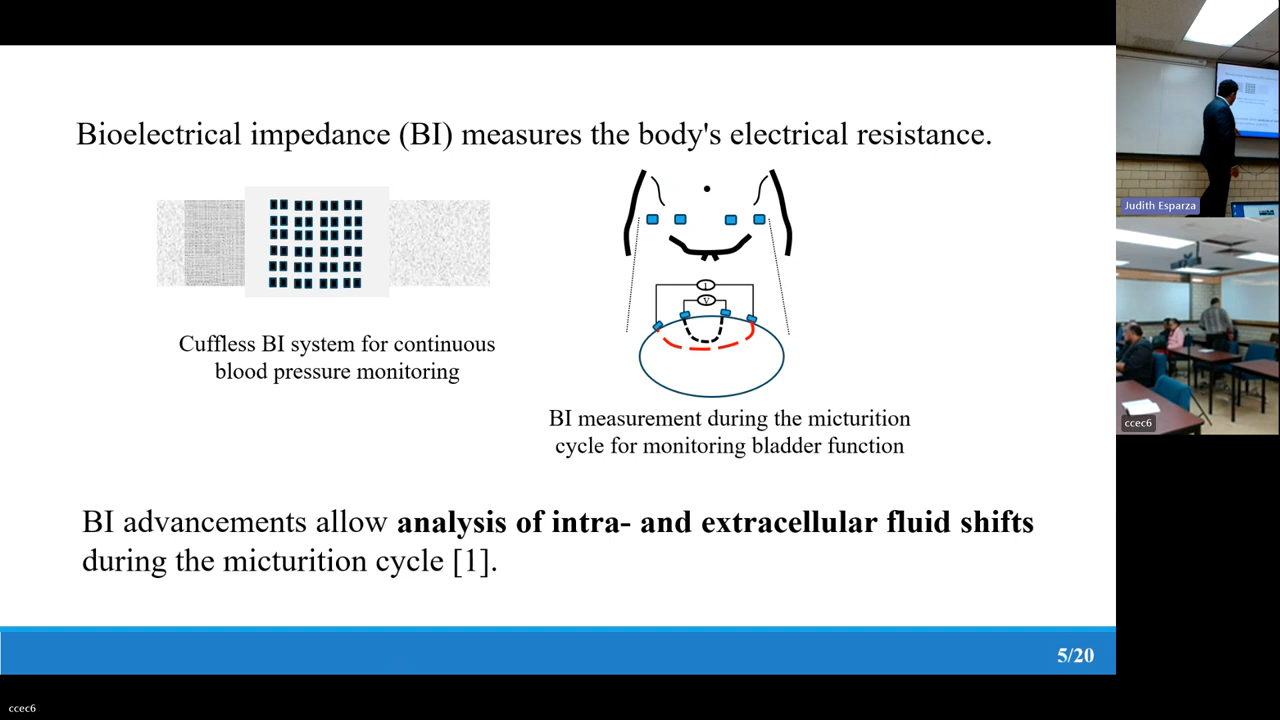 Bioelectrical impedance (BI) measures the body's electrical resistance.
Cuffless BI system for continuous
blood pressure monitoring
I
V
BI measurement during the micturition
cycle for monitoring bladder function
BI advancements allow analysis of intra- and extracellular fluid shifts
during the micturition cycle [1].
5/20
Judith Esparza
ccec6
ccec6